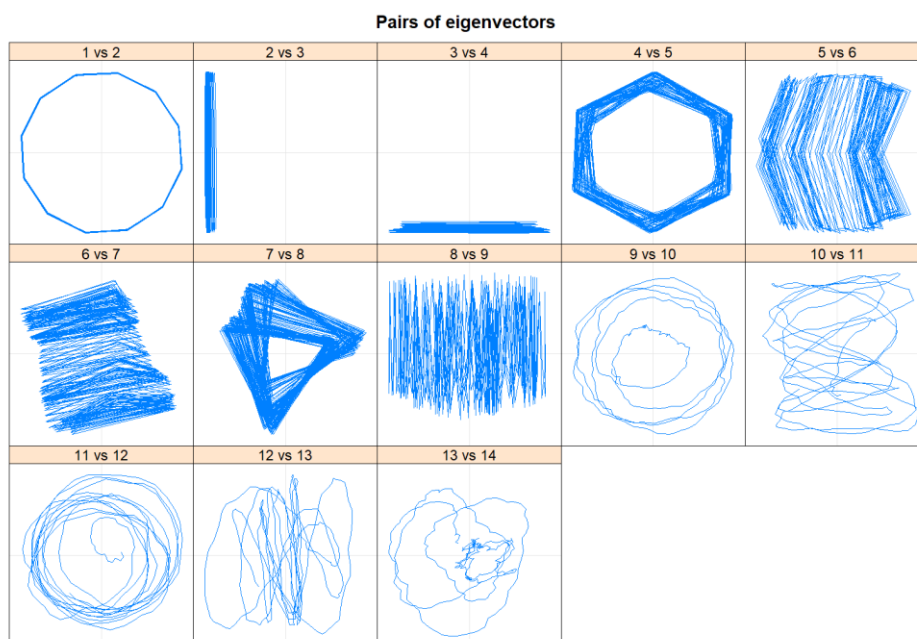 Pairs of eigenvectors
1 vs 2
2 vs 3
3 vs 4
4 vs 5
5 vs 6
6 vs 7
7 vs 8
8 vs 9
9 vs 10
10 vs 11
11 vs 12
12 vs 13
13 vs 14